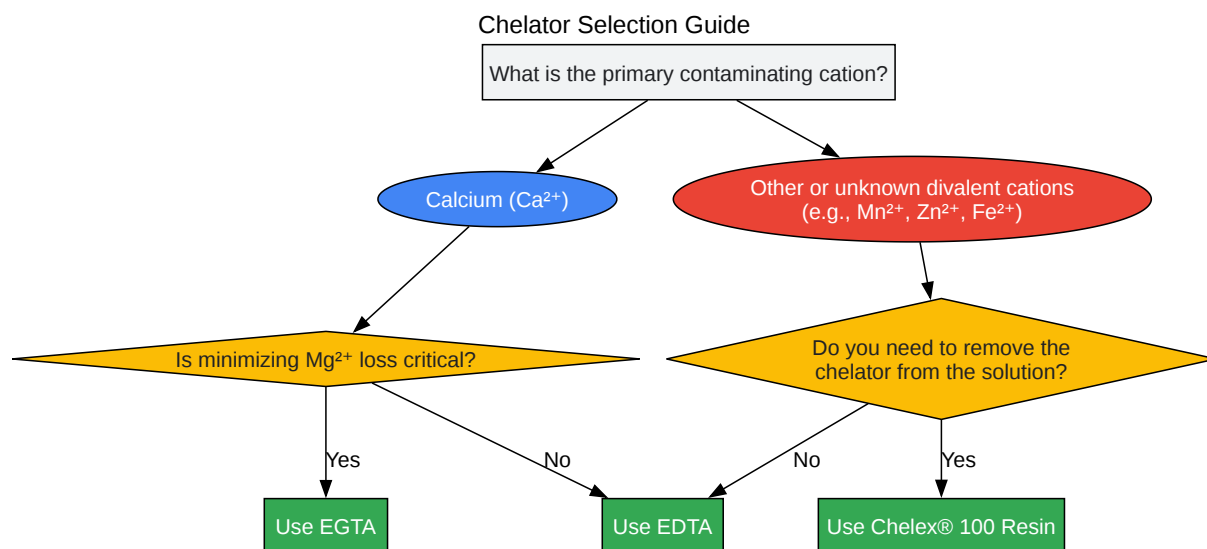 Chelator Selection Guide
What is the primary contaminating cation?
Calcium (Ca²⁺)
Other or unknown divalent cations
(e.g., Mn²⁺, Zn²⁺, Fe²⁺)
Is minimizing Mg²⁺ loss critical?
Do you need to remove the
chelator from the solution?
Yes
No
No
Yes
Use EGTA
Use EDTA
Use Chelex® 100 Resin